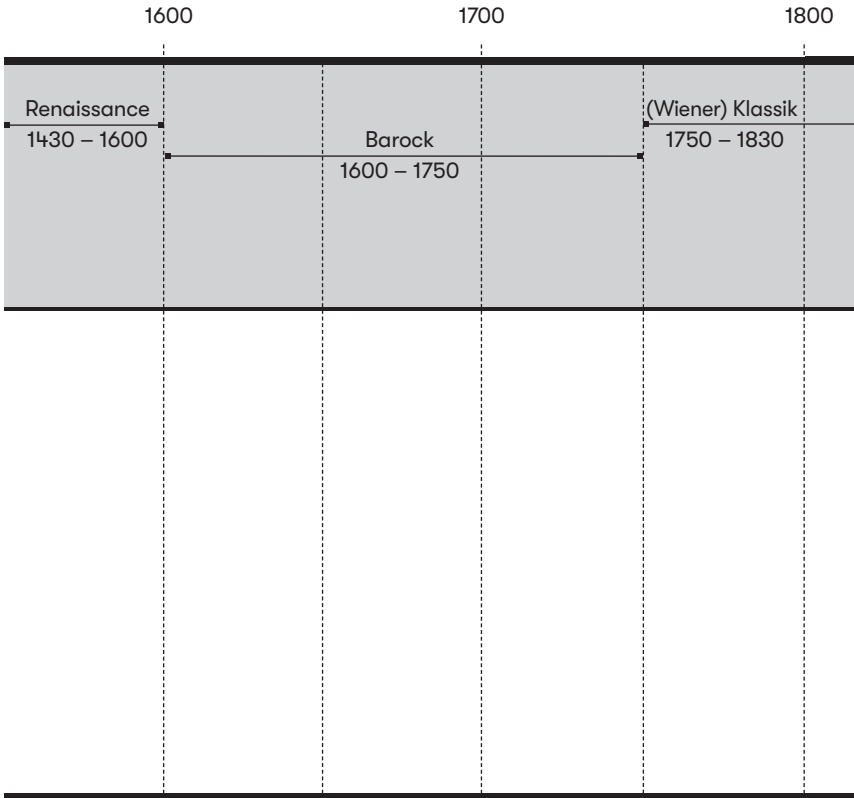 1600 1700 1800
Renaissance
1430 – 1600
Barock
1600 – 1750
(Wiener) Klassik
1750 – 1830